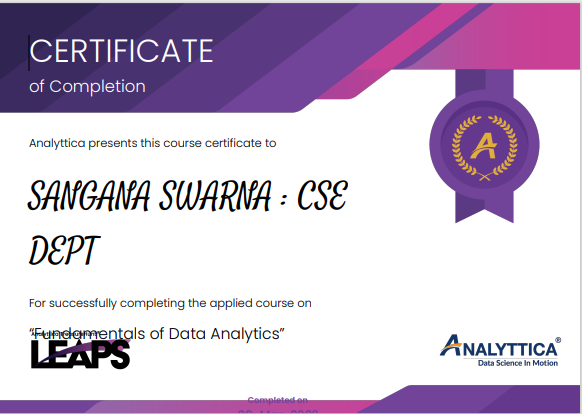 CERTIFICATE
of Completion
Analyttica presents this course certificate to
SANGANA SWARNA : CSE
DEPT
For successfully completing the applied course on
“Fundamentals of Data Analytics”
LEAPS
ANALYTTICA®
Data Science In Motion
Completed on